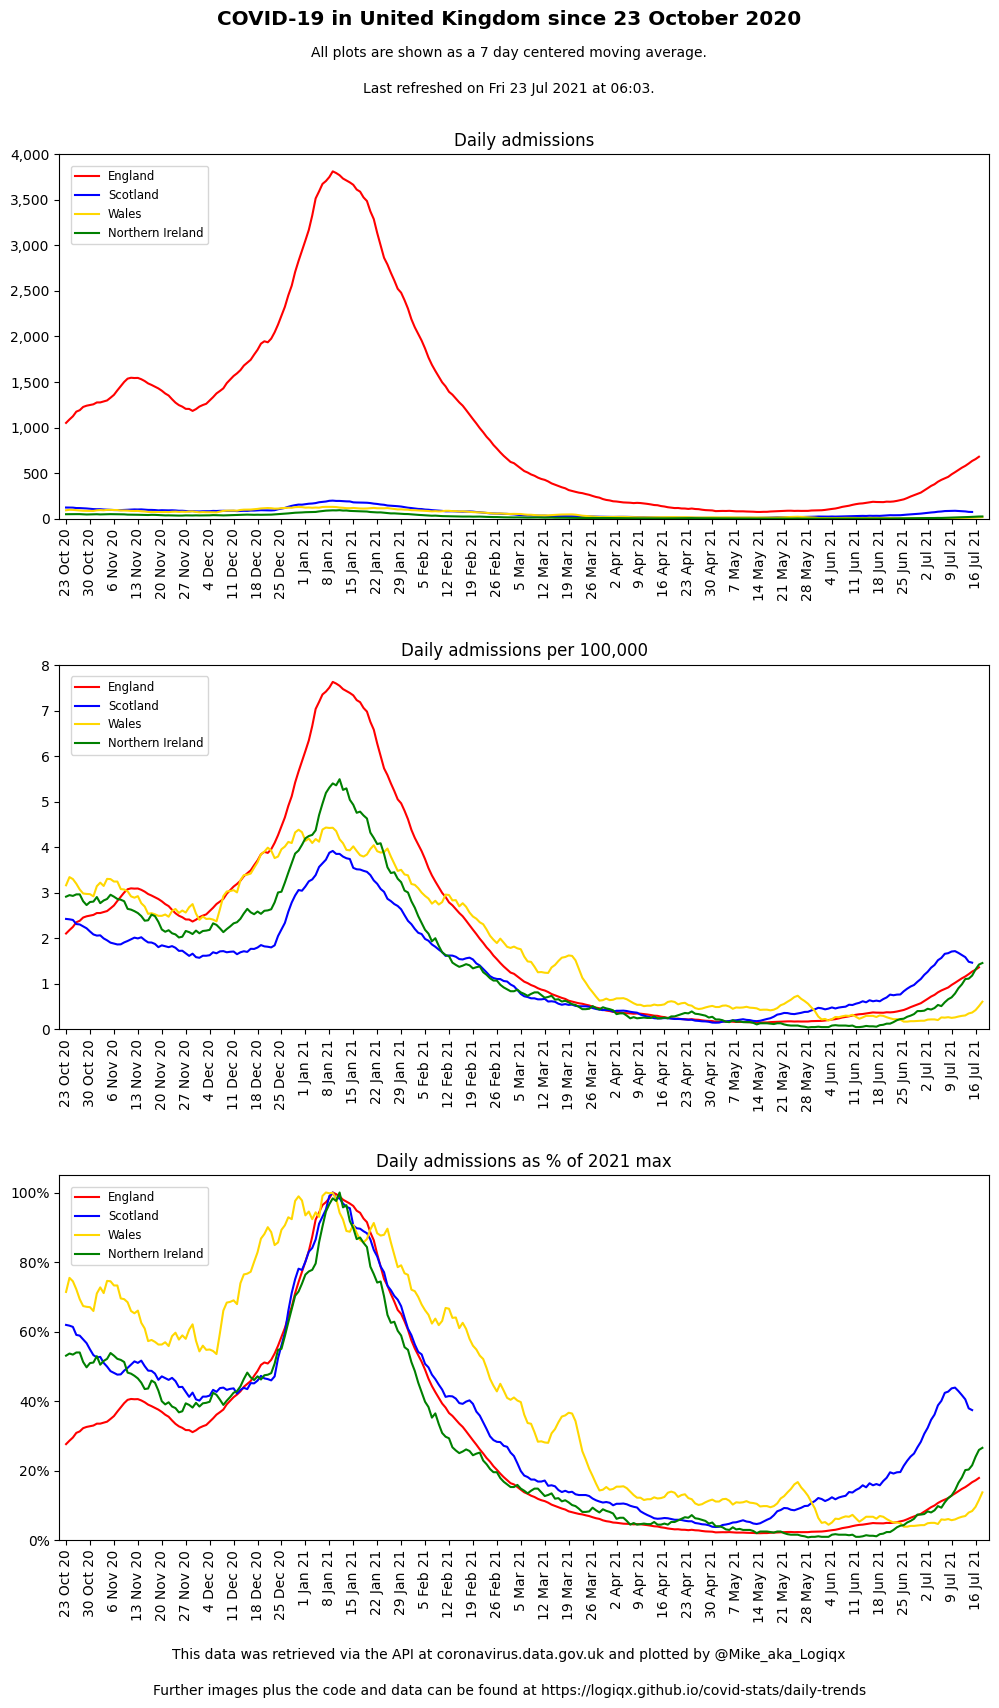 COVID-19 in United Kingdom since 23 October 2020
All plots are shown as a 7 day centered moving average.
Last refreshed on Fri 23 Jul 2021 at 06:03.
Daily admissions
4,000
3,500
3,000
2,500
2,000
1,500
1,000
500
0
England
Scotland
Wales
Northern Ireland
23 Oct 20
30 Oct 20
6 Nov 20
13 Nov 20
20 Nov 20
27 Nov 20
4 Dec 20
11 Dec 20
18 Dec 20
25 Dec 20
1 Jan 21
8 Jan 21
15 Jan 21
22 Jan 21
29 Jan 21
5 Feb 21
12 Feb 21
19 Feb 21
26 Feb 21
5 Mar 21
12 Mar 21
19 Mar 21
26 Mar 21
2 Apr 21
9 Apr 21
16 Apr 21
23 Apr 21
30 Apr 21
7 May 21
14 May 21
21 May 21
28 May 21
4 Jun 21
11 Jun 21
18 Jun 21
25 Jun 21
2 Jul 21
9 Jul 21
16 Jul 21
Daily admissions per 100,000
8
7
6
5
4
3
2
1
0
England
Scotland
Wales
Northern Ireland
23 Oct 20
30 Oct 20
6 Nov 20
13 Nov 20
20 Nov 20
27 Nov 20
4 Dec 20
11 Dec 20
18 Dec 20
25 Dec 20
1 Jan 21
8 Jan 21
15 Jan 21
22 Jan 21
29 Jan 21
5 Feb 21
12 Feb 21
19 Feb 21
26 Feb 21
5 Mar 21
12 Mar 21
19 Mar 21
26 Mar 21
2 Apr 21
9 Apr 21
16 Apr 21
23 Apr 21
30 Apr 21
7 May 21
14 May 21
21 May 21
28 May 21
4 Jun 21
11 Jun 21
18 Jun 21
25 Jun 21
2 Jul 21
9 Jul 21
16 Jul 21
Daily admissions as % of 2021 max
100%
80%
60%
40%
20%
0%
England
Scotland
Wales
Northern Ireland
23 Oct 20
30 Oct 20
6 Nov 20
13 Nov 20
20 Nov 20
27 Nov 20
4 Dec 20
11 Dec 20
18 Dec 20
25 Dec 20
1 Jan 21
8 Jan 21
15 Jan 21
22 Jan 21
29 Jan 21
5 Feb 21
12 Feb 21
19 Feb 21
26 Feb 21
5 Mar 21
12 Mar 21
19 Mar 21
26 Mar 21
2 Apr 21
9 Apr 21
16 Apr 21
23 Apr 21
30 Apr 21
7 May 21
14 May 21
21 May 21
28 May 21
4 Jun 21
11 Jun 21
18 Jun 21
25 Jun 21
2 Jul 21
9 Jul 21
16 Jul 21
This data was retrieved via the API at coronavirus.data.gov.uk and plotted by @Mike_aka_Logiqx
Further images plus the code and data can be found at https://logiqx.github.io/covid-stats/daily-trends